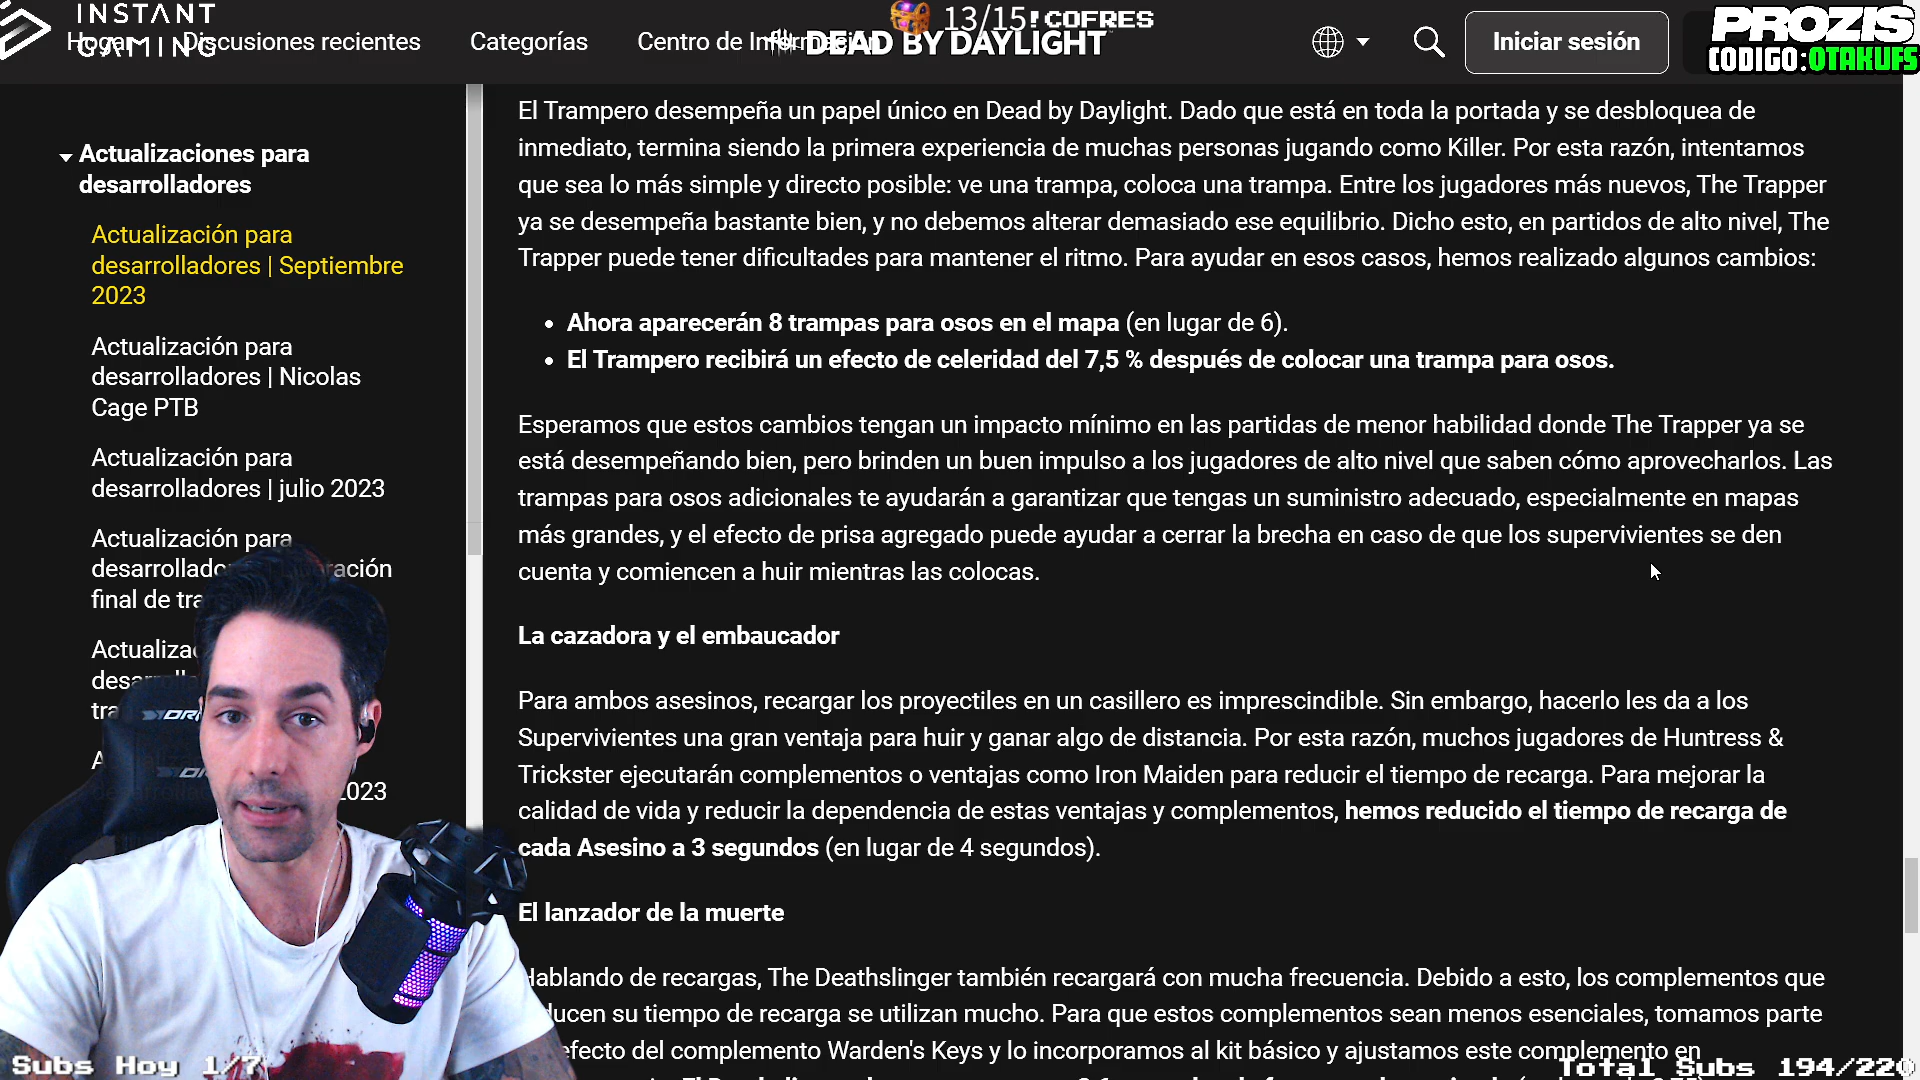 INSTANT
GAMING
Hogar
Discusiones recientes
Categorías
Centro de Información
13/15!COFRES
DEAD BY DAYLIGHT
Iniciar sesión
PROZIS
CODIGO:OTAKUFS
Actualizaciones para
desarrolladores
Actualización para
desarrolladores | Septiembre
2023
Actualización para
desarrolladores | Nicolas
Cage PTB
Actualización para
desarrolladores | julio 2023
Actualización para
final de
2023
El Trampero desempeña un papel único en Dead by Daylight. Dado que está en toda la portada y se desbloquea de
inmediato, termina siendo la primera experiencia de muchas personas jugando como Killer. Por esta razón, intentamos
que sea lo más simple y directo posible: ve una trampa, coloca una trampa. Entre los jugadores más nuevos, The Trapper
ya se desempeña bastante bien, y no debemos alterar demasiado ese equilibrio. Dicho esto, en partidos de alto nivel, The
Trapper puede tener dificultades para mantener el ritmo. Para ayudar en esos casos, hemos realizado algunos cambios:
• Ahora aparecerán 8 trampas para osos en el mapa (en lugar de 6).
• El Trampero recibirá un efecto de celeridad del 7,5 % después de colocar una trampa para osos.
Esperamos que estos cambios tengan un impacto mínimo en las partidas de menor habilidad donde The Trapper ya se
está desempeñando bien, pero brinden un buen impulso a los jugadores de alto nivel que saben cómo aprovecharlos. Las
trampas para osos adicionales te ayudarán a garantizar que tengas un suministro adecuado, especialmente en mapas
más grandes, y el efecto de prisa agregado puede ayudar a cerrar la brecha en caso de que los supervivientes se den
cuenta y comiencen a huir mientras las colocas.
La cazadora y el embaucador
Para ambos asesinos, recargar los proyectiles en un casillero es imprescindible. Sin embargo, hacerlo les da a los
Supervivientes una gran ventaja para huir y ganar algo de distancia. Por esta razón, muchos jugadores de Huntress &
Trickster ejecutarán complementos o ventajas como Iron Maiden para reducir el tiempo de recarga. Para mejorar la
calidad de vida y reducir la dependencia de estas ventajas y complementos, hemos reducido el tiempo de recarga de
cada Asesino a 3 segundos (en lugar de 4 segundos).
El lanzador de la muerte
Hablando de recargas, The Deathslinger también recargará con mucha frecuencia. Debido a esto, los complementos que
su tiempo de recarga se utilizan mucho. Para que estos complementos sean menos esenciales, tomamos parte
efecto del complemento Warden's Keys y lo incorporamos al kit básico y ajustamos este complemento en
Subs Hoy 1/7
Total Subs 194/220